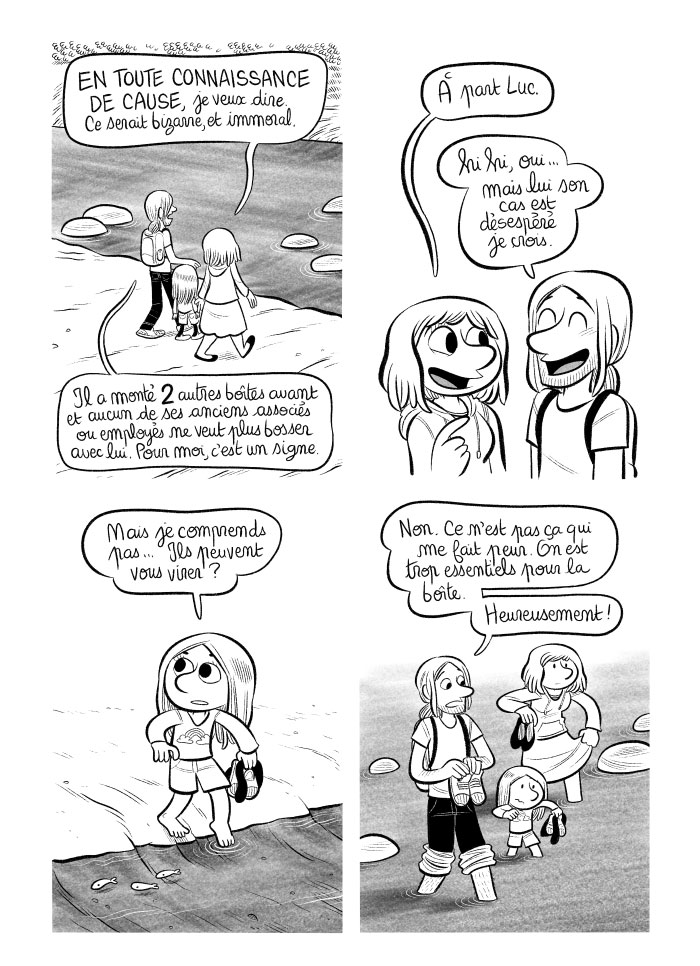 EN TOUTE CONNAISSANCE
DE CAUSE, je veux dire.
Ce serait bizarre, et immoral.
Il a monté 2 autres boîtes avant
et aucun de ses anciens associés
ou employés ne veut plus bosser
avec lui. Pour moi, c'est un signe.
À part Luc.
hi hi, oui...
mais lui son
cas est
désespéré
je crois.
Mais je comprends
pas... Ils peuvent
vous virer ?
Non. Ce n'est pas ça qui
me fait peur. On est
trop essentiels pour la
boîte.
Heureusement !